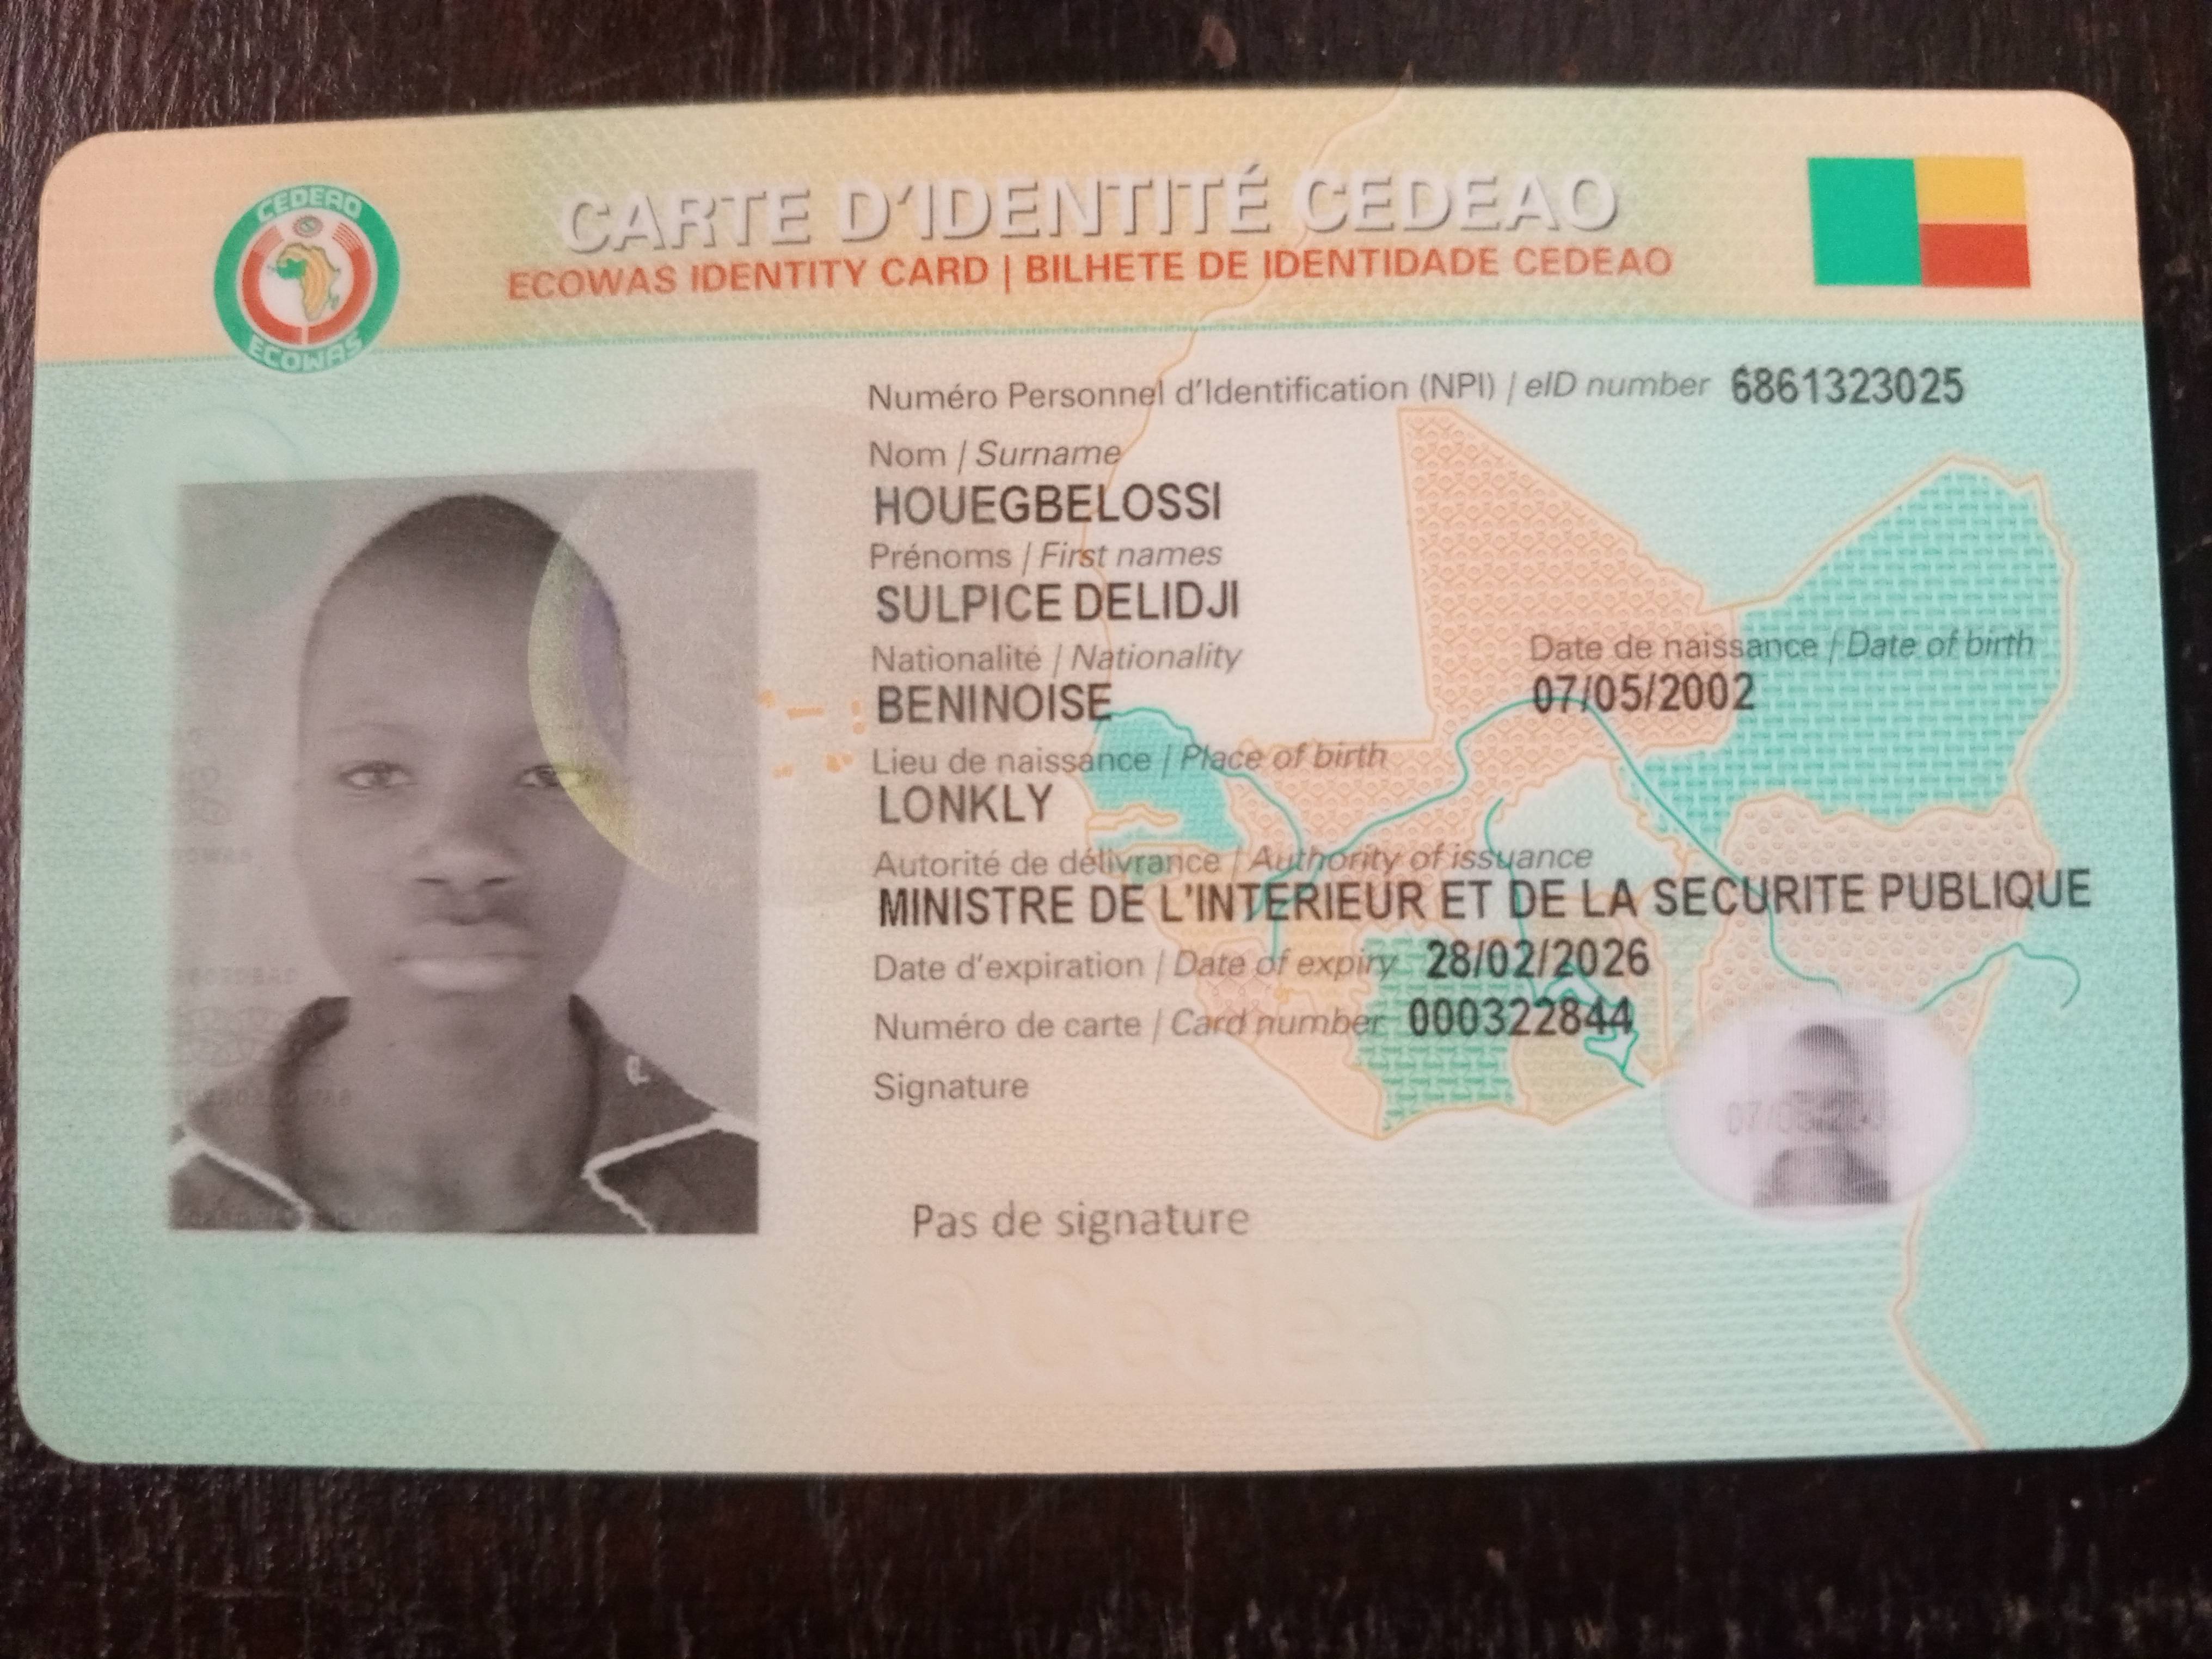 CEDEAO
ECOWAS
CARTE D'IDENTITÉ CEDEAO
ECOWAS IDENTITY CARD | BILHETE DE IDENTIDADE CEDEAO
Numéro Personnel d'Identification (NPI) / eID number 6861323025
Nom / Surname
HOUEGBELOSSI
Prénoms / First names
SULPICE DELIDJI
Nationalité / Nationality
BENINOISE
Date de naissance / Date of birth
07/05/2002
Lieu de naissance / Place of birth
LONKLY
Autorité de délivrance / Authority of issuance
MINISTRE DE L'INTERIEUR ET DE LA SECURITE PUBLIQUE
Date d'expiration / Date of expiry 28/02/2026
Numéro de carte / Card number 000322844
Signature
Pas de signature